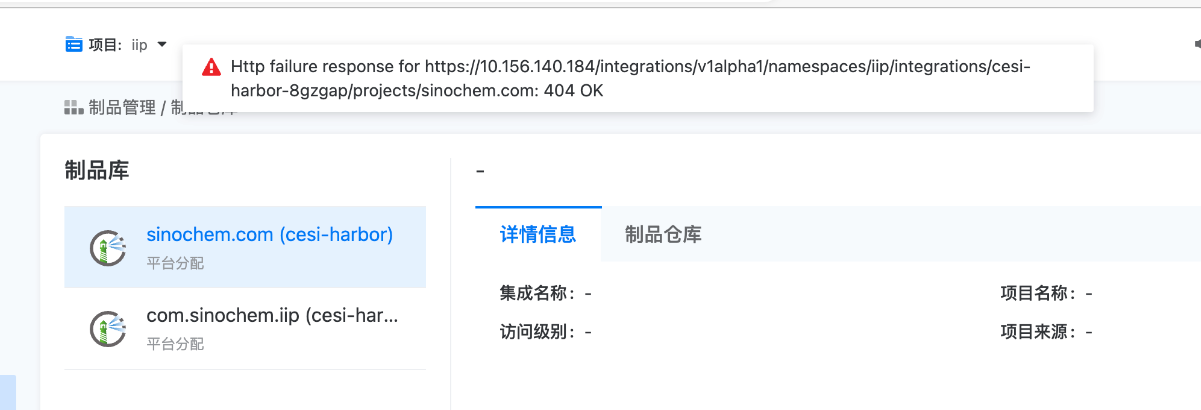 项目: iip
Http failure response for https://10.156.140.184/integrations/v1alpha1/namespaces/iip/integrations/cesi-
harbor-8gzgap/projects/sinochem.com: 404 OK
制品管理 / 制品仓库
制品库
-
sinochem.com (cesi-harbor)
平台分配
com.sinochem.iip (cesi-har...
平台分配
详情信息
制品仓库
集成名称: -
项目名称: -
访问级别: -
项目来源: -